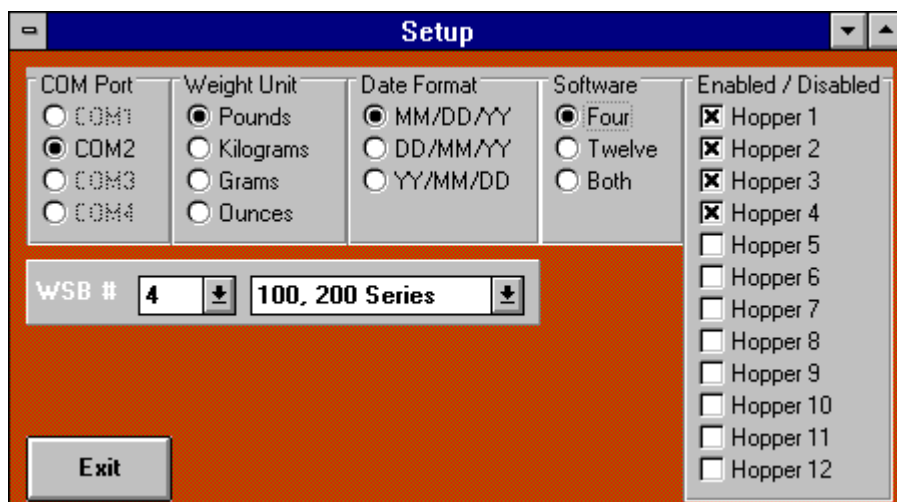 Setup
COM Port
COM1
COM2
COM3
COM4
Weight Unit
Pounds
Kilograms
Grams
Ounces
Date Format
MM/DD/YY
DD/MM/YY
YY/MM/DD
Software
Four
Twelve
Both
Enabled / Disabled
Hopper 1
Hopper 2
Hopper 3
Hopper 4
Hopper 5
Hopper 6
Hopper 7
Hopper 8
Hopper 9
Hopper 10
Hopper 11
Hopper 12
WSB # 4 100, 200 Series
Exit